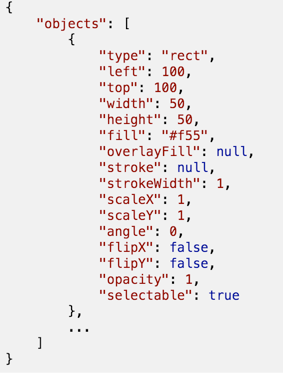 {
    "objects": [
        {
            "type": "rect",
            "left": 100,
            "top": 100,
            "width": 50,
            "height": 50,
            "fill": "#f55",
            "overlayFill": null,
            "stroke": null,
            "strokeWidth": 1,
            "scaleX": 1,
            "scaleY": 1,
            "angle": 0,
            "flipX": false,
            "flipY": false,
            "opacity": 1,
            "selectable": true
        },
        ...
    ]
}